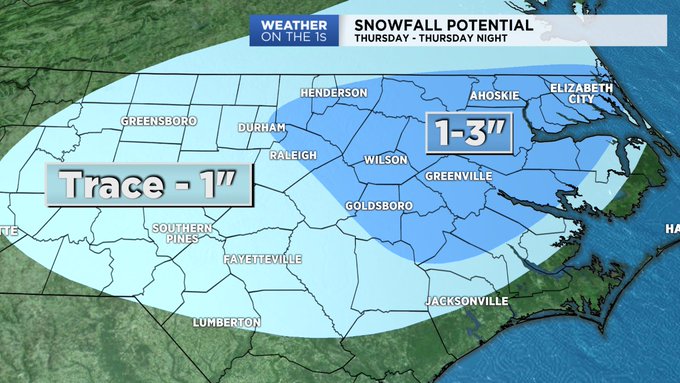 WEATHER
ON THE 1s
SNOWFALL POTENTIAL
THURSDAY - THURSDAY NIGHT
HENDERSON
AHOSKIE
ELIZABETH
CITY
GREENSBORO
DURHAM
1-3"
RALEIGH
WILSON
GREENVILLE
Trace - 1"
GOLDSBORO
SOUTHERN
PINES
TTE
HA
FAYETTEVILLE
JACKSONVILLE
LUMBERTON